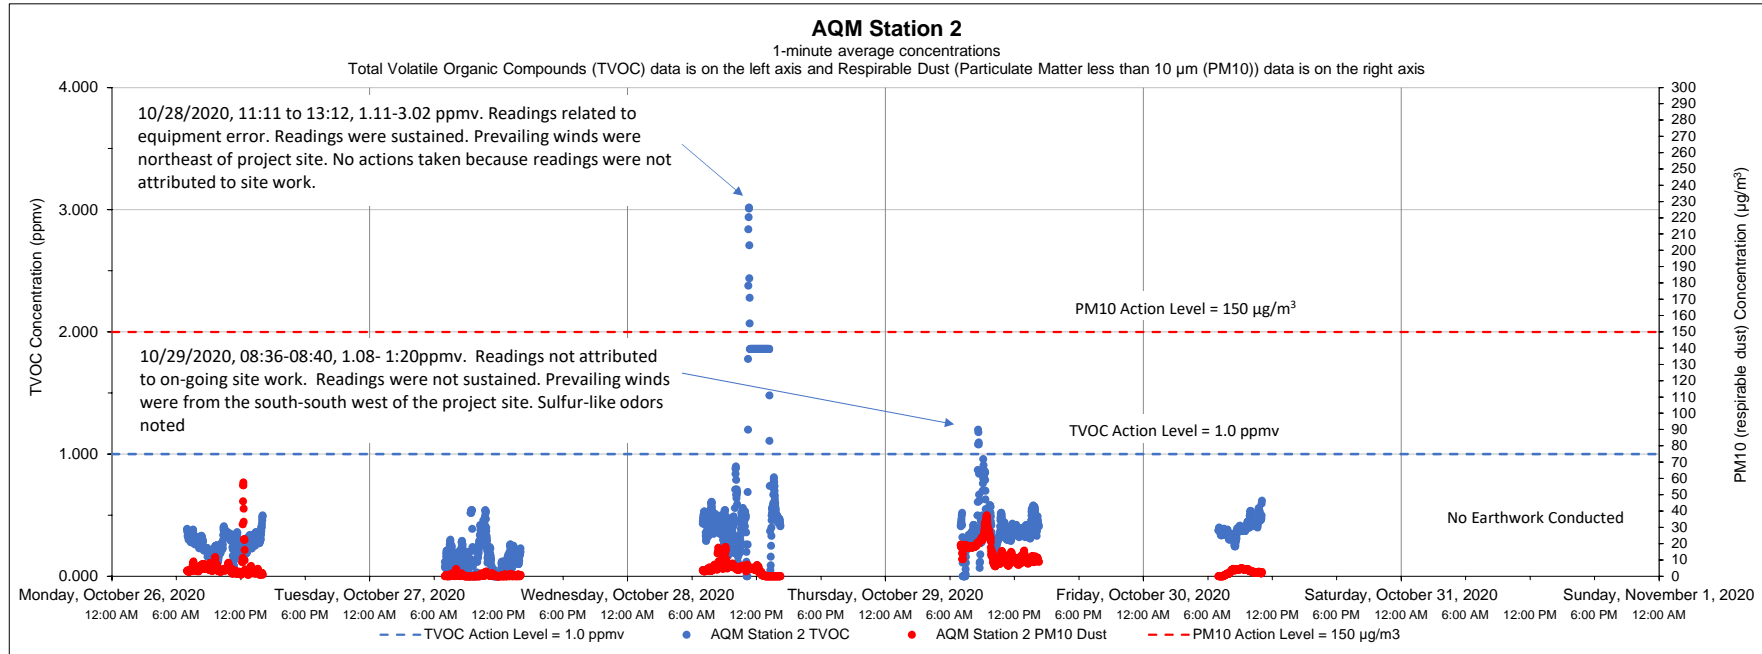 AQM Station 2
1-minute average concentrations
Total Volatile Organic Compounds (TVOC) data is on the left axis and Respirable Dust (Particulate Matter less than 10 µm (PM10)) data is on the right axis
TVOC Concentration (ppmv)
4.000
3.000
2.000
1.000
0.000
10/28/2020, 11:11 to 13:12, 1.11-3.02 ppmv. Readings related to
equipment error. Readings were sustained. Prevailing winds were
northeast of project site. No actions taken because readings were not
attributed to site work.
PM10 Action Level = 150 µg/m³
10/29/2020, 08:36-08:40, 1.08- 1:20ppmv. Readings not attributed
to on-going site work. Readings were not sustained. Prevailing winds
were from the south-south west of the project site. Sulfur-like odors
noted
TVOC Action Level = 1.0 ppmv
No Earthwork Conducted
300
290
280
270
260
250
240
230
220
210
200
190
180
170
160
150
140
130
120
110
100
90
80
70
60
50
40
30
20
10
0
PM10 (respirable dust) Concentration (µg/m³)
Monday, October 26, 2020 Tuesday, October 27, 2020 Wednesday, October 28, 2020 Thursday, October 29, 2020 Friday, October 30, 2020 Saturday, October 31, 2020 Sunday, November 1, 2020
12:00 AM 6:00 AM 12:00 PM 6:00 PM 12:00 AM 6:00 AM 12:00 PM 6:00 PM 12:00 AM 6:00 AM 12:00 PM 6:00 PM 12:00 AM 6:00 AM 12:00 PM 6:00 PM 12:00 AM 6:00 AM 12:00 PM 6:00 PM 12:00 AM 6:00 AM 12:00 PM 6:00 PM 12:00 AM
TVOC Action Level = 1.0 ppmv AQM Station 2 TVOC AQM Station 2 PM10 Dust PM10 Action Level = 150 µg/m3